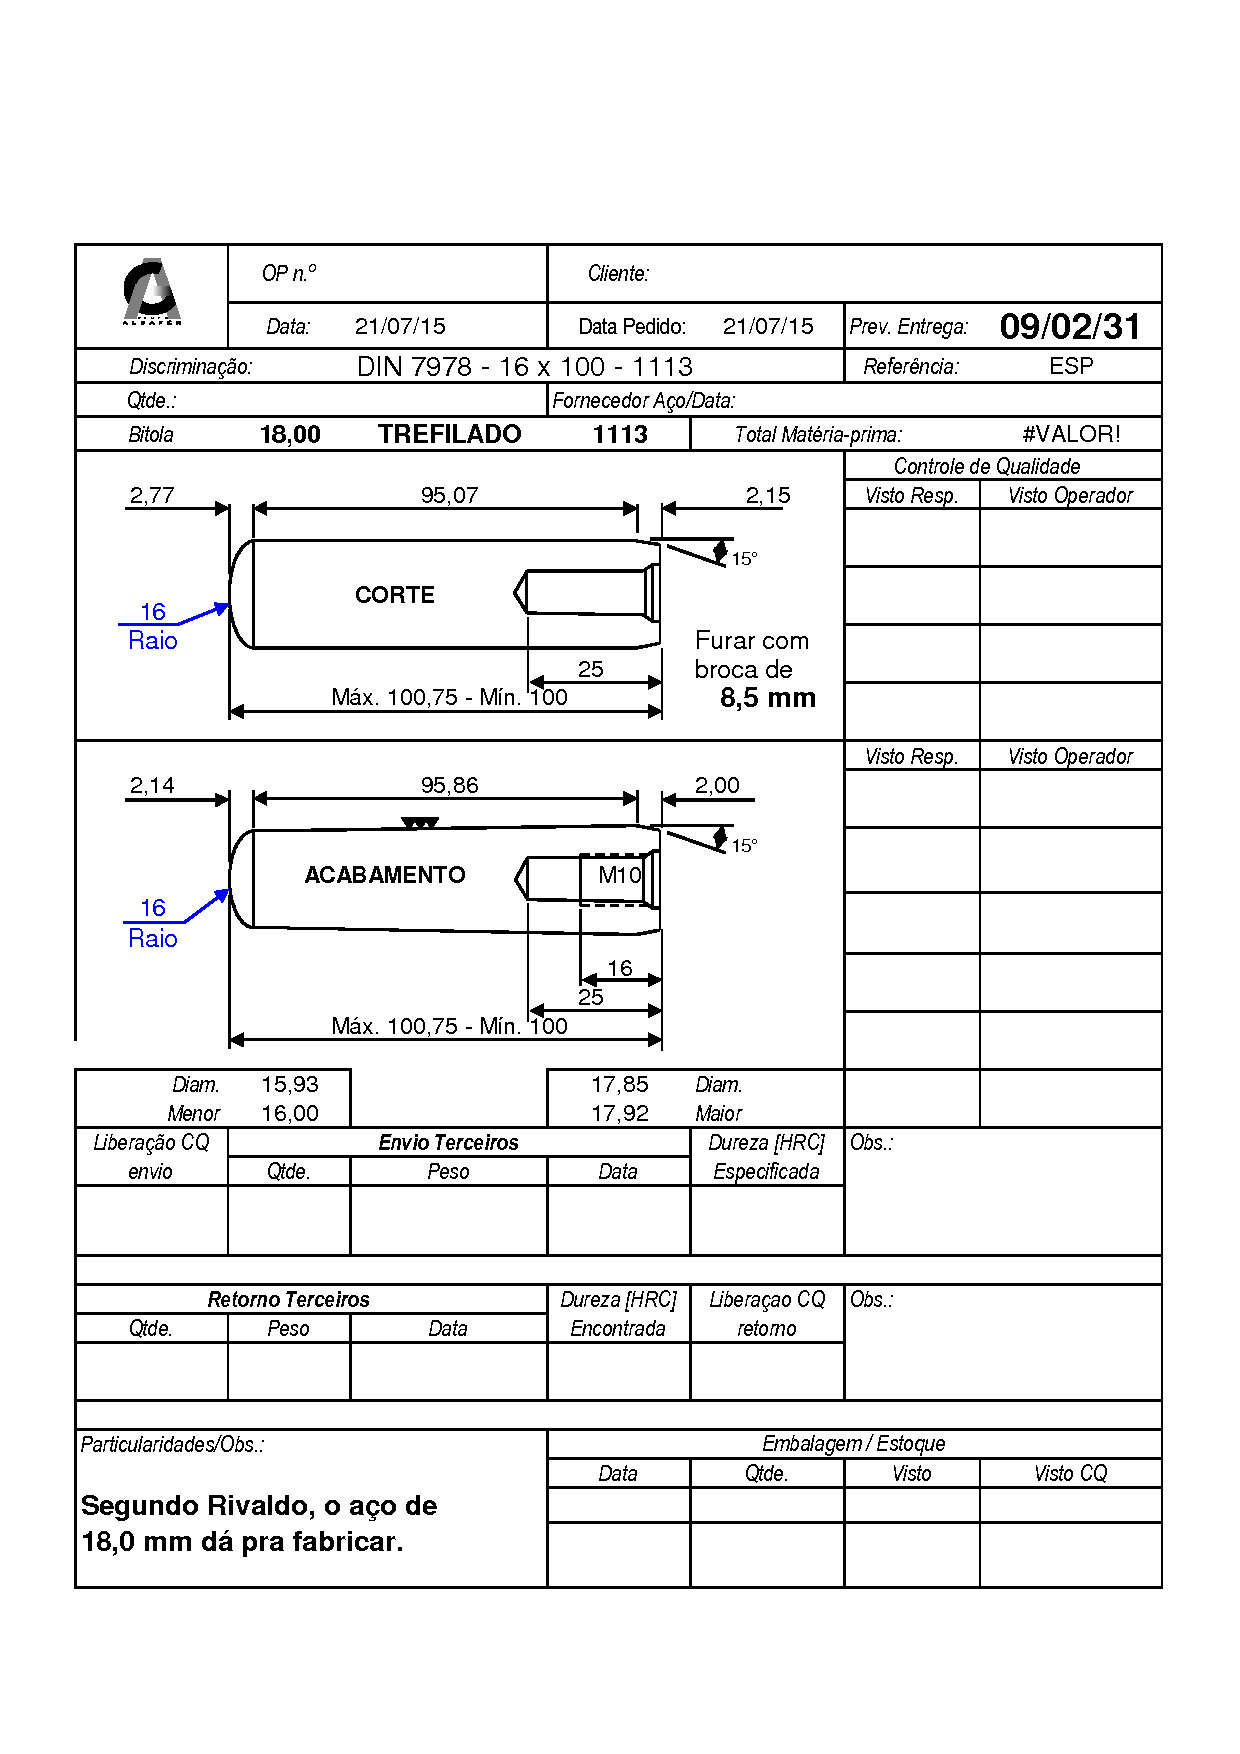 GRUPO
ALSAFER
OP n.º
Cliente:
Data: 21/07/15 Data Pedido: 21/07/15 Prev. Entrega: 09/02/31
Discriminação: DIN 7978 - 16 x 100 - 1113 Referência: ESP
Qtde.: Fornecedor Aço/Data:
Bitola 18,00 TREFILADO 1113 Total Matéria-prima: #VALOR!
Controle de Qualidade
2,77 95,07 2,15 Visto Resp. Visto Operador
15°
CORTE
16
Raio
Furar com
25 broca de
Máx. 100,75 - Mín. 100 8,5 mm
Visto Resp. Visto Operador
2,14 95,86 2,00
15°
ACABAMENTO M10
16
Raio
16
25
Máx. 100,75 - Mín. 100
Diam. 15,93 17,85 Diam.
Menor 16,00 17,92 Maior
Liberação CQ Envio Terceiros Dureza [HRC] Obs.:
envio Qtde. Peso Data Especificada
Retorno Terceiros Dureza [HRC] Liberaçao CQ Obs.:
Qtde. Peso Data Encontrada retorno
Particularidades/Obs.: Embalagem / Estoque
Data Qtde. Visto Visto CQ
Segundo Rivaldo, o aço de
18,0 mm dá pra fabricar.